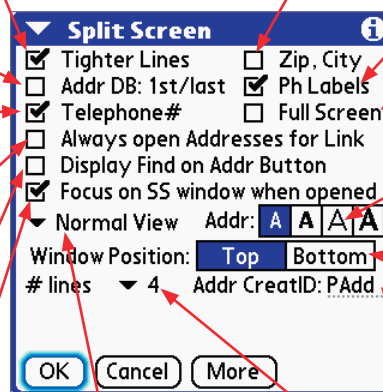 Split Screen
Tighter Lines Zip, City
Addr DB: 1st/last Ph Labels
Telephone# Full Screen
Always open Addresses for Link
Display Find on Addr Button
Focus on SS window when opened
Normal View Addr: A A A A
Window Position: Top Bottom
# lines 4 Addr CreatID: PAdd
OK Cancel More